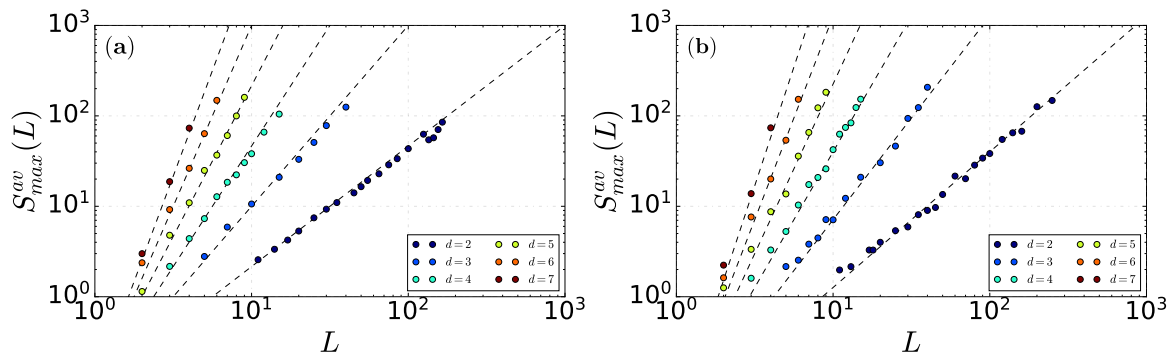 (a)
S^{av}_{max}(L)
10^3
10^2
10^1
10^0
10^0 10^1 10^2 10^3
L
d = 2 d = 5
d = 3 d = 6
d = 4 d = 7
(b)
S^{av}_{max}(L)
10^3
10^2
10^1
10^0
10^0 10^1 10^2 10^3
L
d = 2 d = 5
d = 3 d = 6
d = 4 d = 7